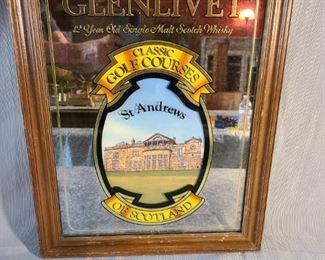 GLENLIVET
12 Year Old Single Malt Scotch Whisky
CLASSIC
GOLF COURSES
St Andrews
OF SCOTLAND